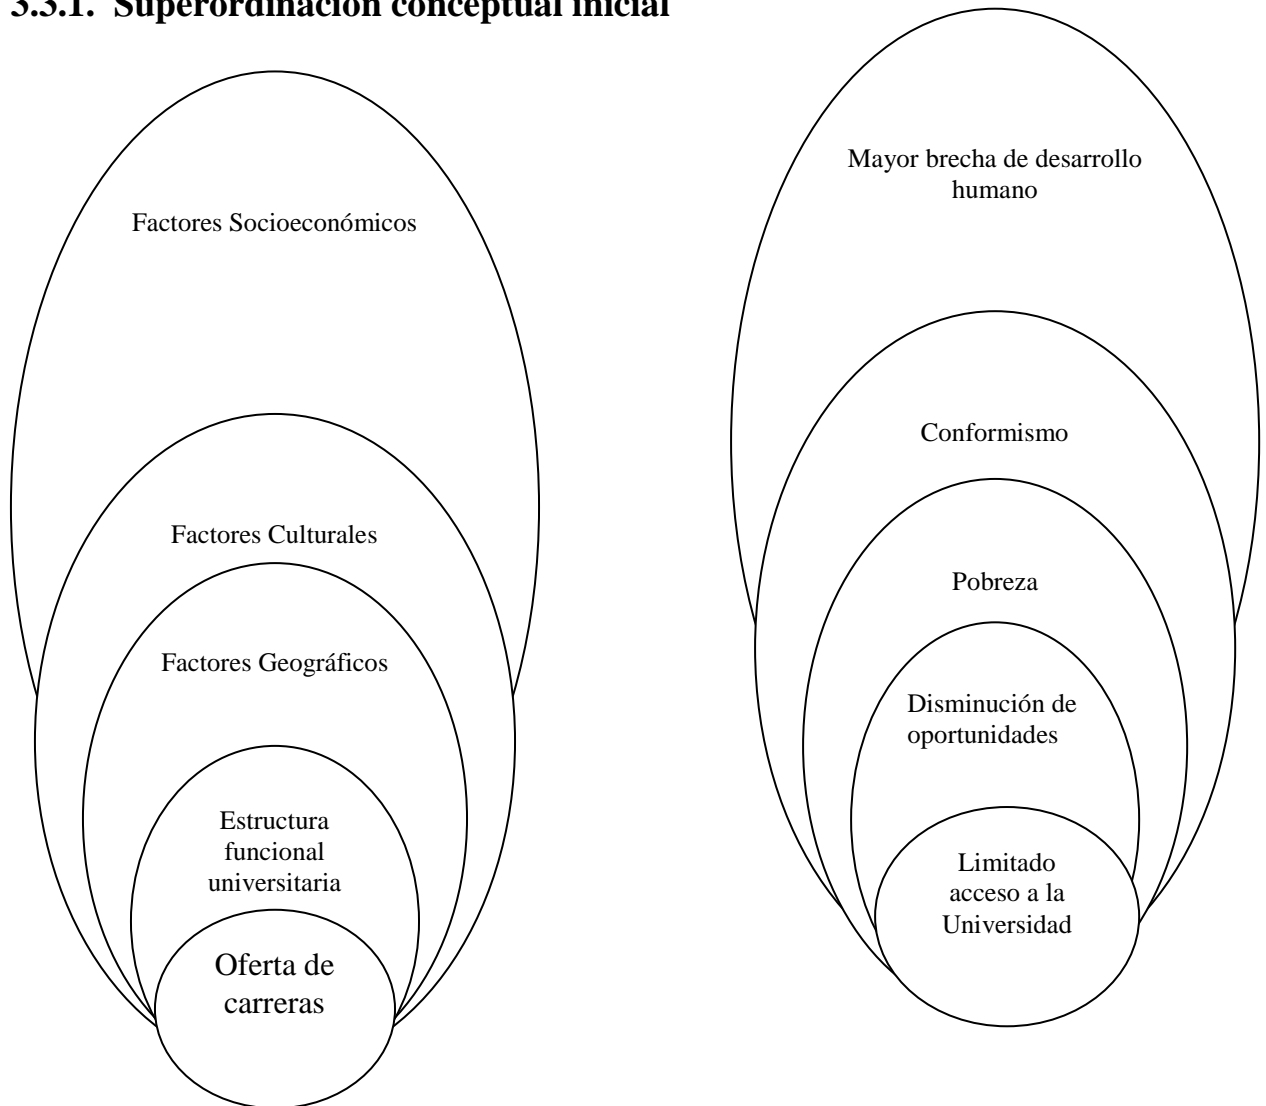 3.3.1. Superordinación conceptual inicial
Factores Socioeconómicos
Factores Culturales
Factores Geográficos
Estructura
funcional
universitaria
Oferta de
carreras
Mayor brecha de desarrollo
humano
Conformismo
Pobreza
Disminución de
oportunidades
Limitado
acceso a la
Universidad